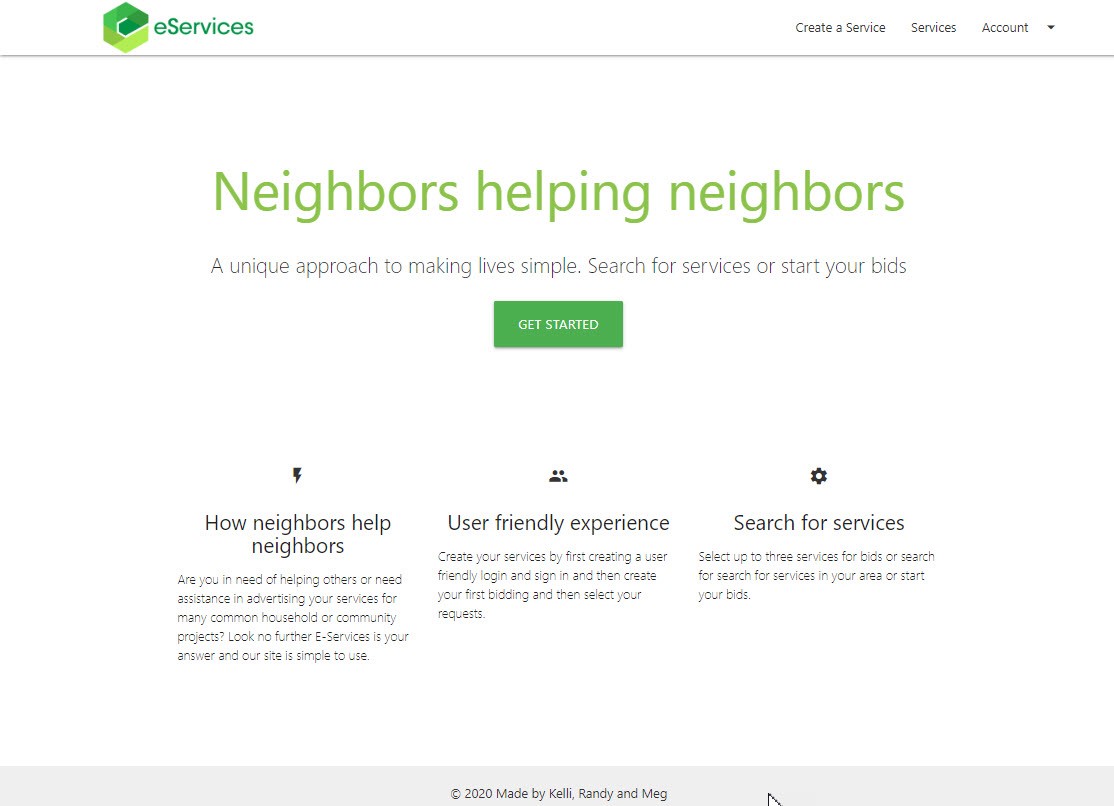 eServices
Create a Service Services Account
Neighbors helping neighbors
A unique approach to making lives simple. Search for services or start your bids
GET STARTED
How neighbors help
neighbors
Are you in need of helping others or need
assistance in advertising your services for
many common household or community
projects? Look no further E-Services is your
answer and our site is simple to use.
User friendly experience
Create your services by first creating a user
friendly login and sign in and then create
your first bidding and then select your
requests.
Search for services
Select up to three services for bids or search
for search for services in your area or start
your bids.
© 2020 Made by Kelli, Randy and Meg